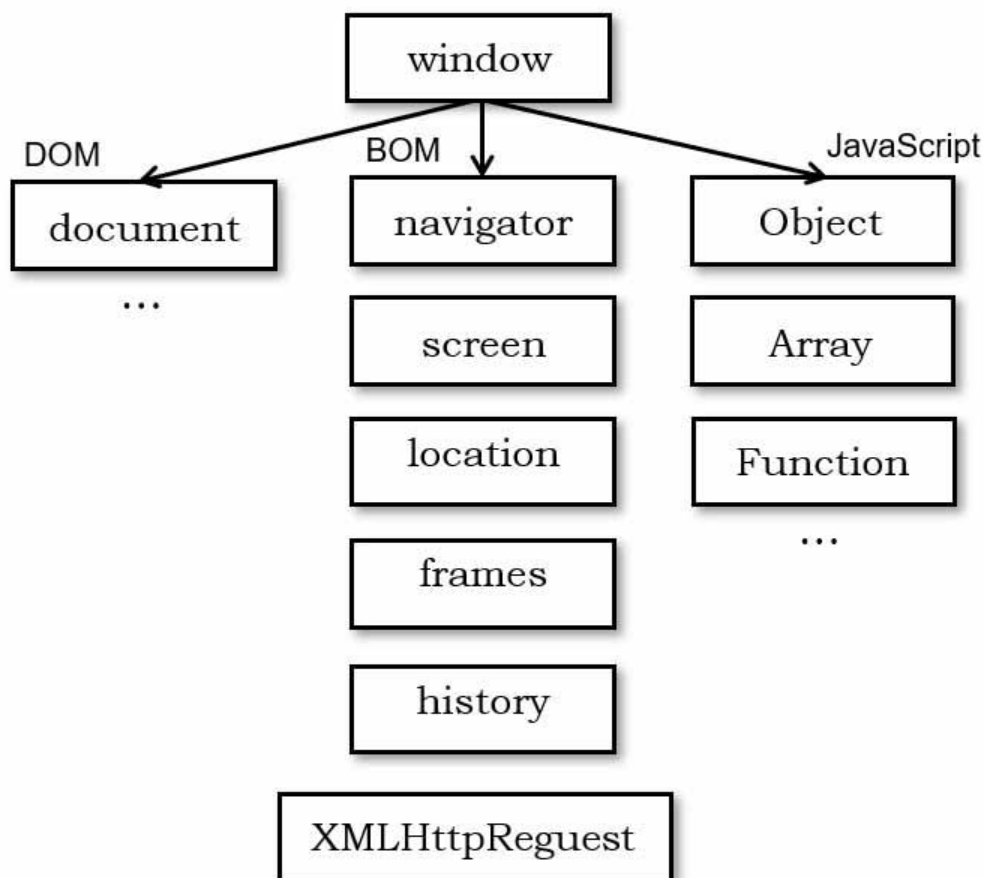 window
DOM
BOM
JavaScript
document
navigator
Object
...
screen
Array
location
Function
...
frames
history
XMLHttpReguest